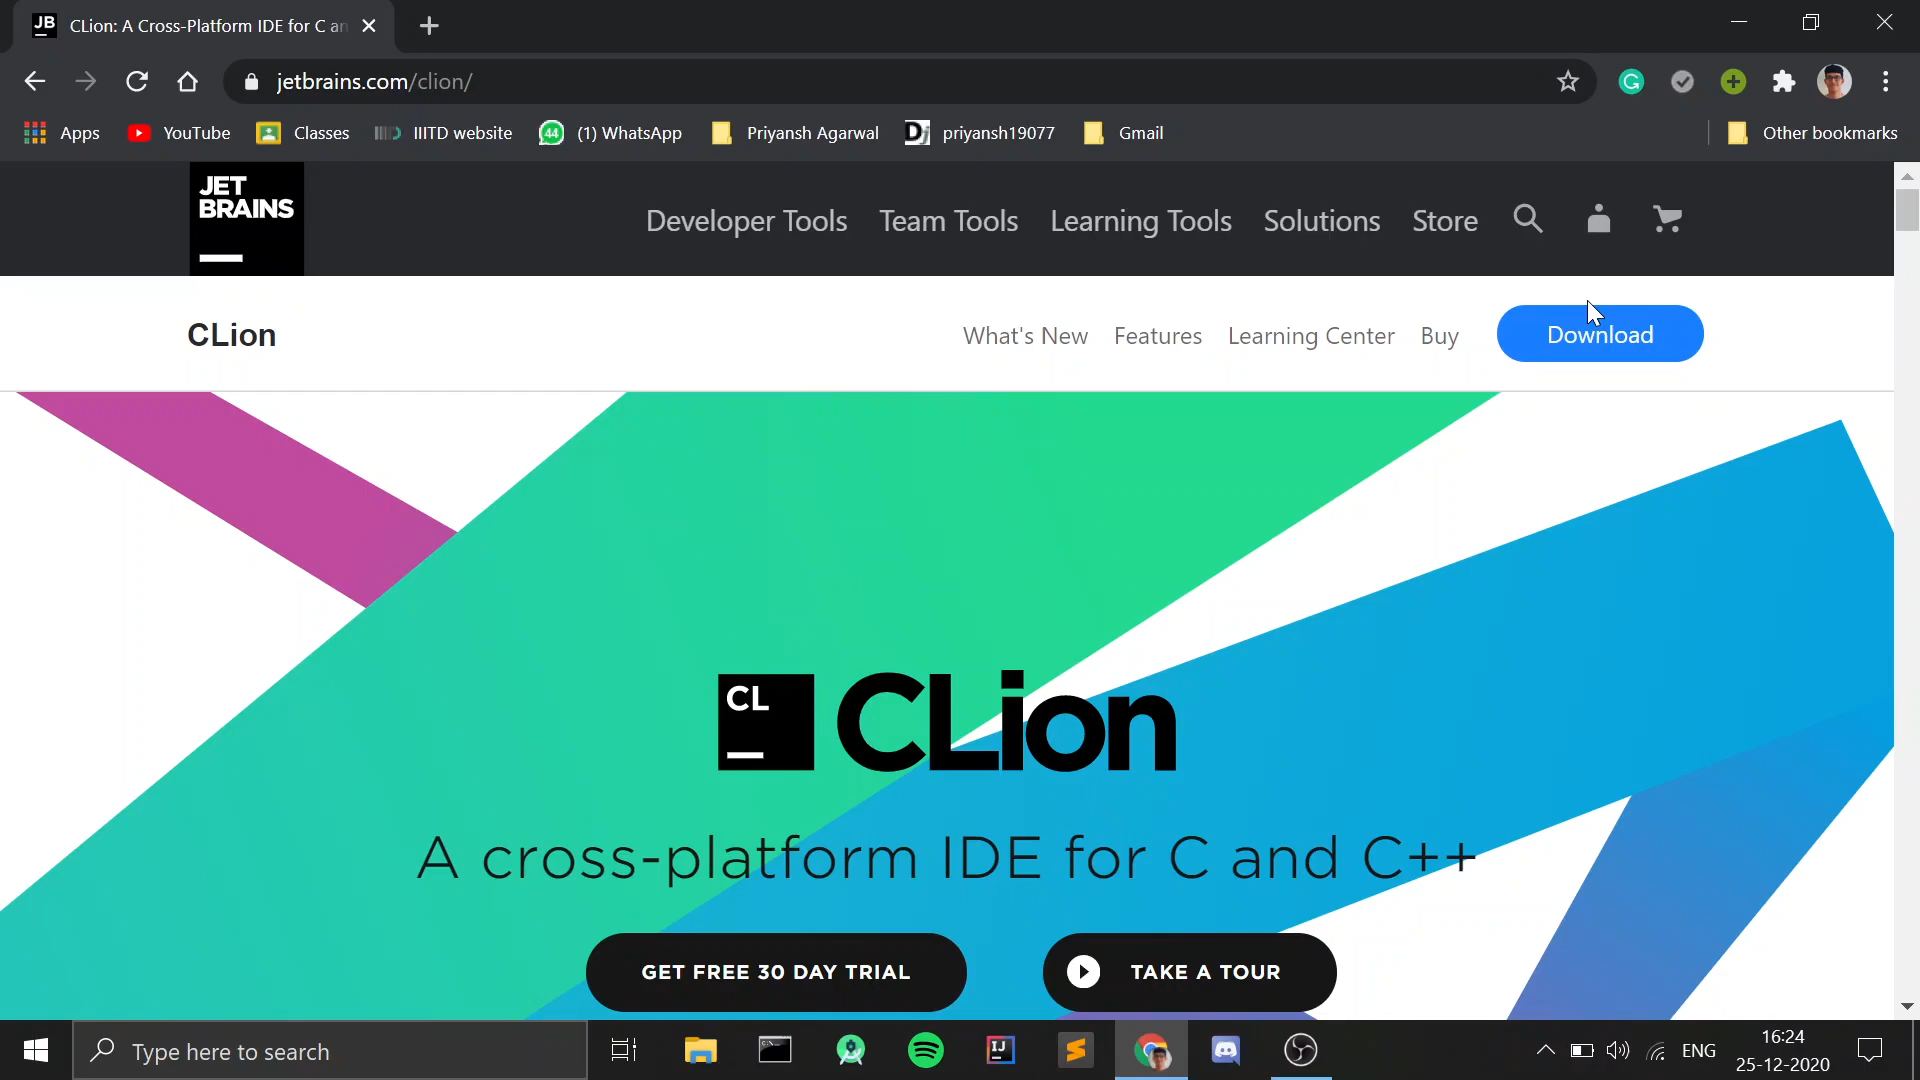 JB CLion: A Cross-Platform IDE for C an
jetbrains.com/clion/
Apps YouTube Classes IIITD website 44 (1) WhatsApp Priyansh Agarwal Dj priyansh19077 Gmail Other bookmarks
JET
BRAINS
Developer Tools Team Tools Learning Tools Solutions Store
CLion
What's New Features Learning Center Buy Download
CL CLion
A cross-platform IDE for C and C++
GET FREE 30 DAY TRIAL TAKE A TOUR
Type here to search
IJ
ENG
16:24
25-12-2020